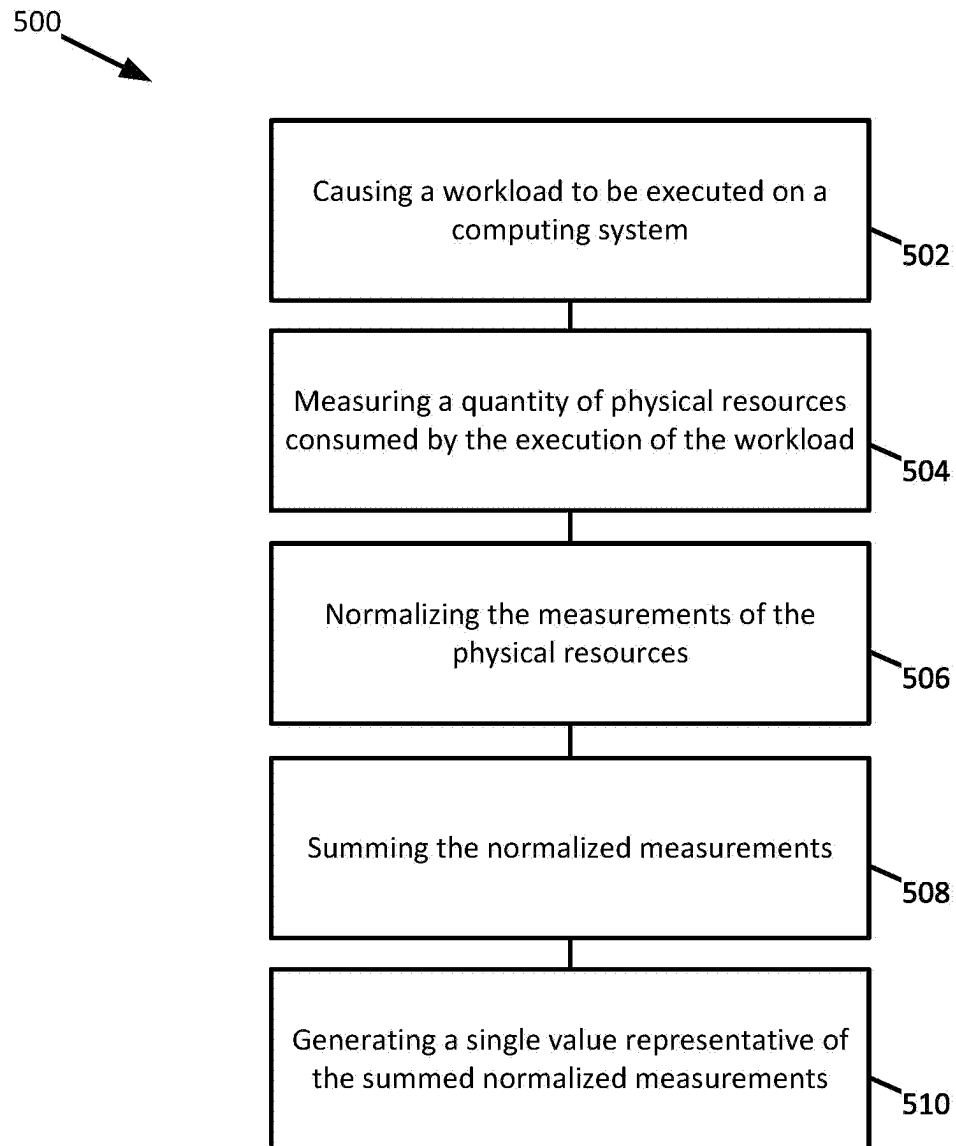 500
Causing a workload to be executed on a
computing system
502
Measuring a quantity of physical resources
consumed by the execution of the workload
504
Normalizing the measurements of the
physical resources
506
Summing the normalized measurements
508
Generating a single value representative of
the summed normalized measurements
510